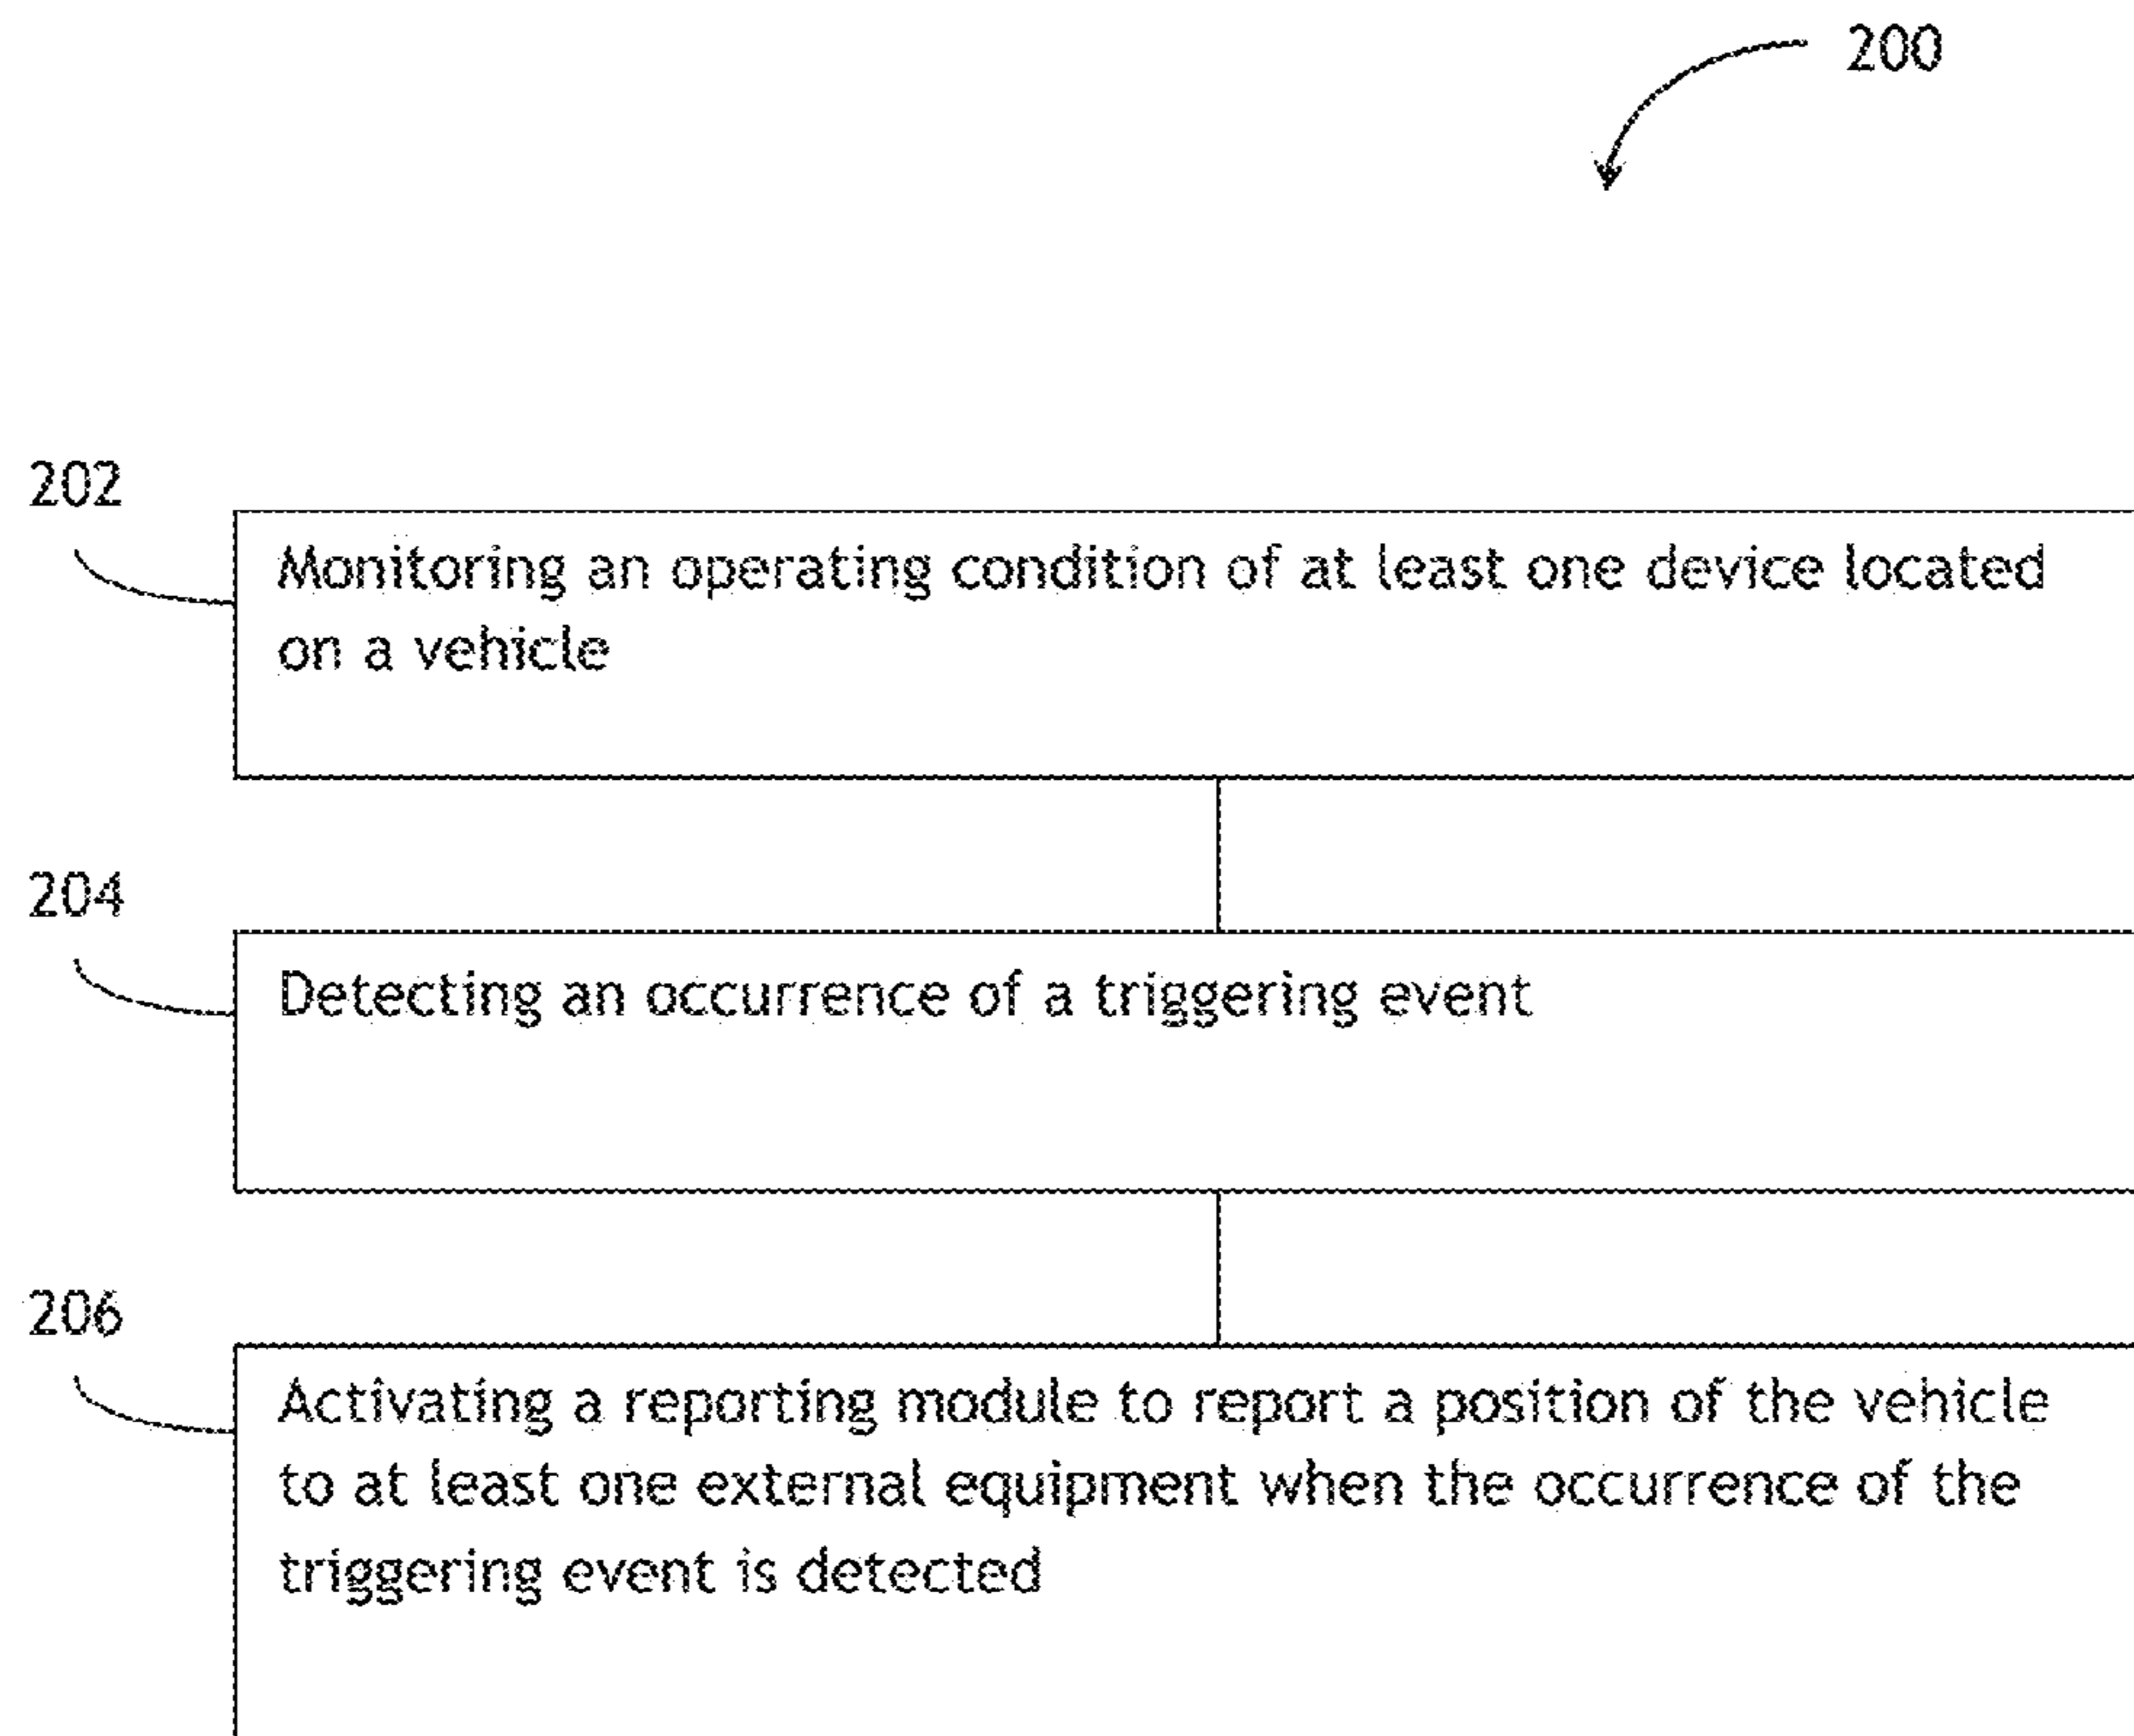 200
202
Monitoring an operating condition of at least one device located
on a vehicle
204
Detecting an occurrence of a triggering event
206
Activating a reporting module to report a position of the vehicle
to at least one external equipment when the occurrence of the
triggering event is detected